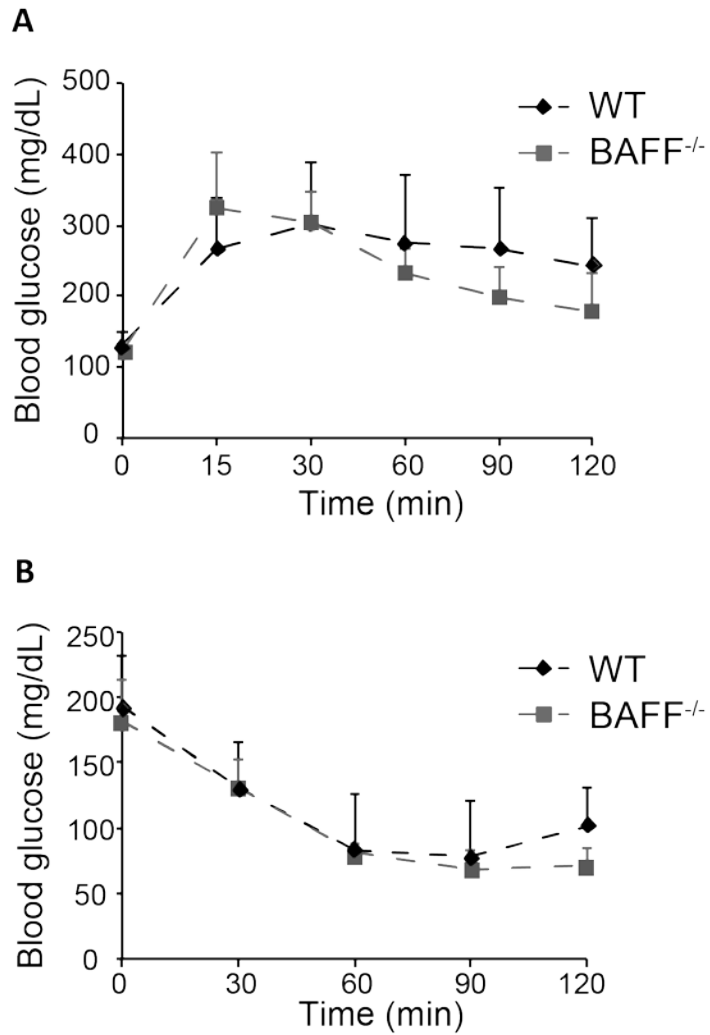 A
Blood glucose (mg/dL)
500
400
300
200
100
0
WT
BAFF-/-
0 15 30 60 90 120
Time (min)
B
Blood glucose (mg/dL)
250
200
150
100
50
0
WT
BAFF-/-
0 30 60 90 120
Time (min)